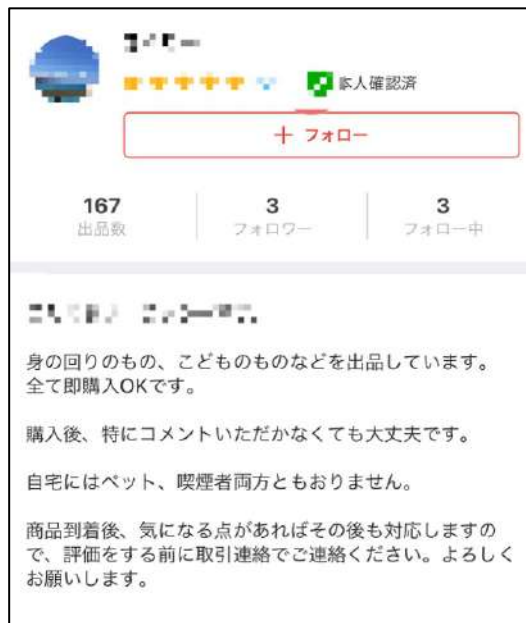 本人確認済
＋ フォロー
167
3
3
出品数
フォロワー
フォロー中
身の回りのもの、こどものものなどを出品しています。
全て即購入OKです。
購入後、特にコメントいただかなくても大丈夫です。
自宅にはペット、喫煙者両方ともおりません。
商品到着後、気になる点があればその後も対応しますの
で、評価をする前に取引連絡でご連絡ください。よろしく
お願いします。